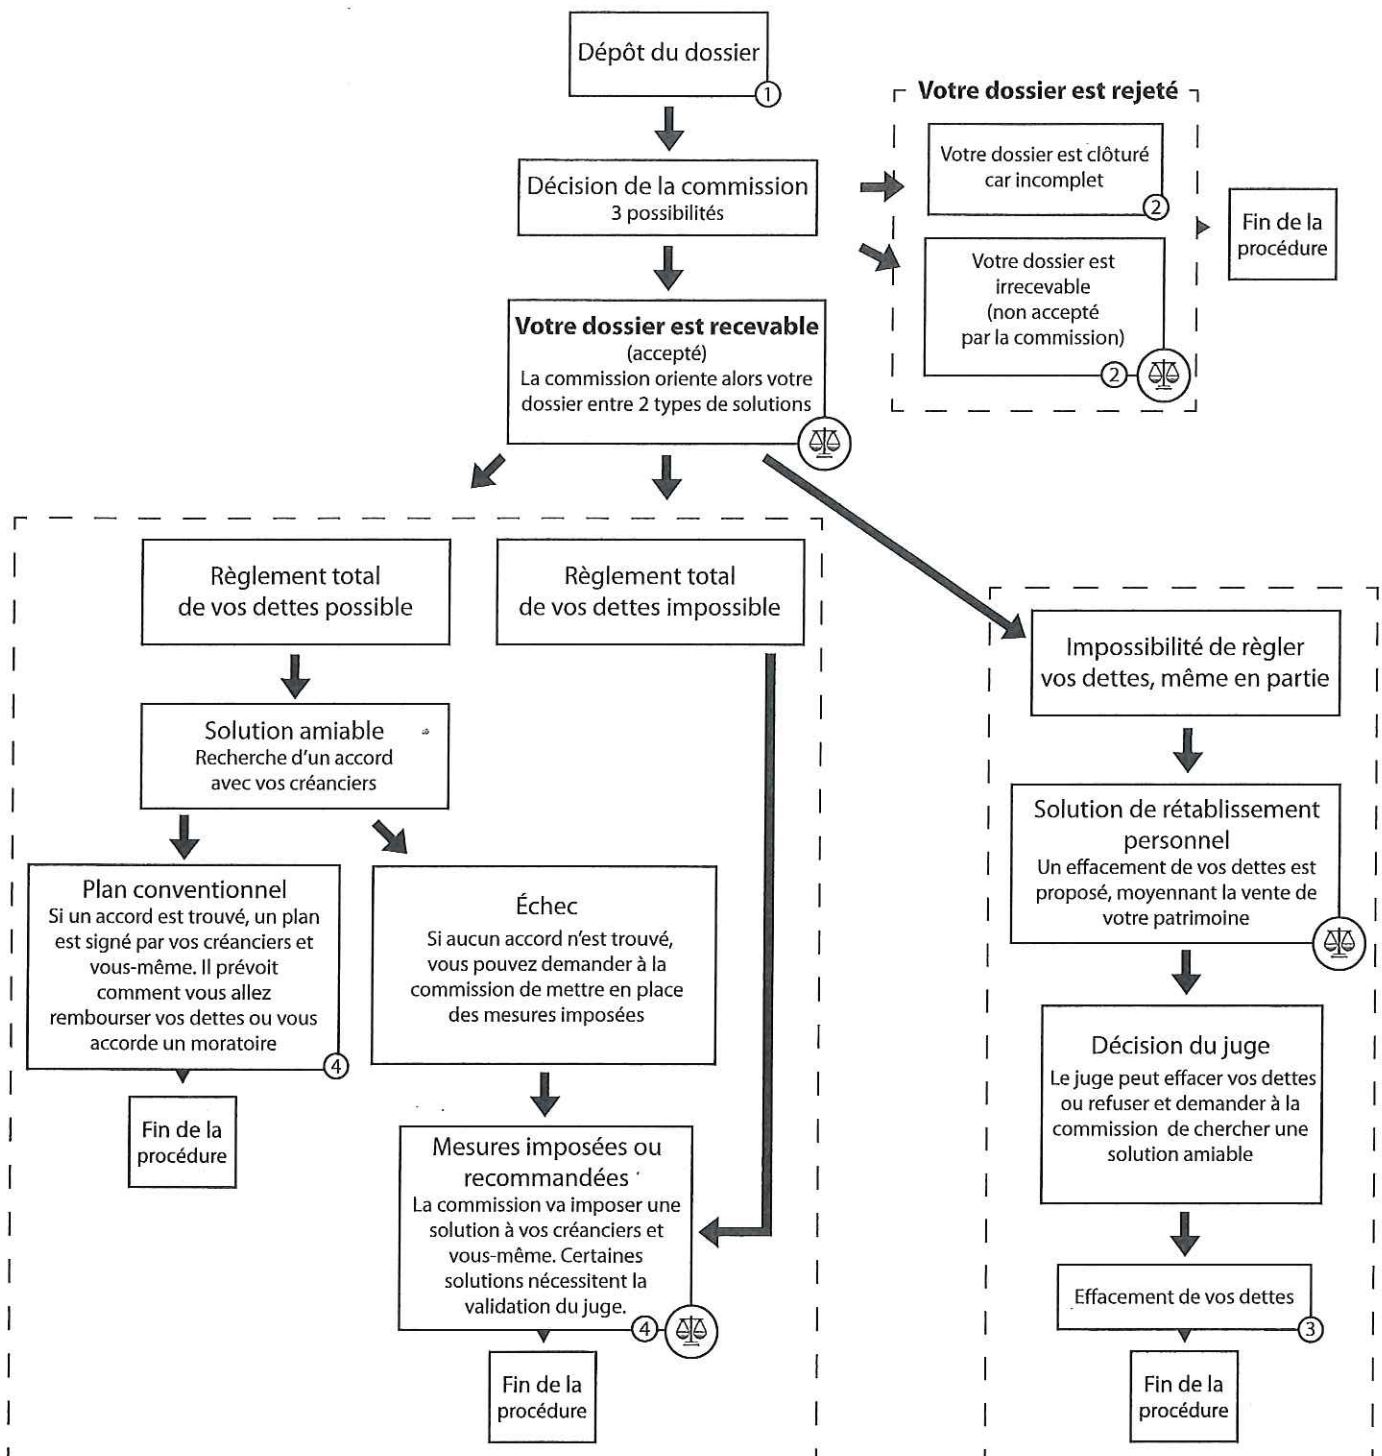 Dépôt du dossier
1
Votre dossier est rejeté
Votre dossier est clôturé
car incomplet
2
Décision de la commission
3 possibilités
Fin de la
procédure
Votre dossier est
irrecevable
(non accepté
par la commission)
2
Votre dossier est recevable
(accepté)
La commission oriente alors votre
dossier entre 2 types de solutions
Règlement total
de vos dettes possible
Règlement total
de vos dettes impossible
Impossibilité de règler
vos dettes, même en partie
Solution amiable
Recherche d'un accord
avec vos créanciers
Solution de rétablissement
personnel
Un effacement de vos dettes est
proposé, moyennant la vente de
votre patrimoine
Plan conventionnel
Si un accord est trouvé, un plan
est signé par vos créanciers et
vous-même. Il prévoit
comment vous allez
rembourser vos dettes ou vous
accorde un moratoire
4
Échec
Si aucun accord n'est trouvé,
vous pouvez demander à la
commission de mettre en place
des mesures imposées
Décision du juge
Le juge peut effacer vos dettes
ou refuser et demander à la
commission de chercher une
solution amiable
Fin de la
procédure
Mesures imposées ou
recommandées
La commission va imposer une
solution à vos créanciers et
vous-même. Certaines
solutions nécessitent la
validation du juge.
4
Effacement de vos dettes
3
Fin de la
procédure
Fin de la
procédure